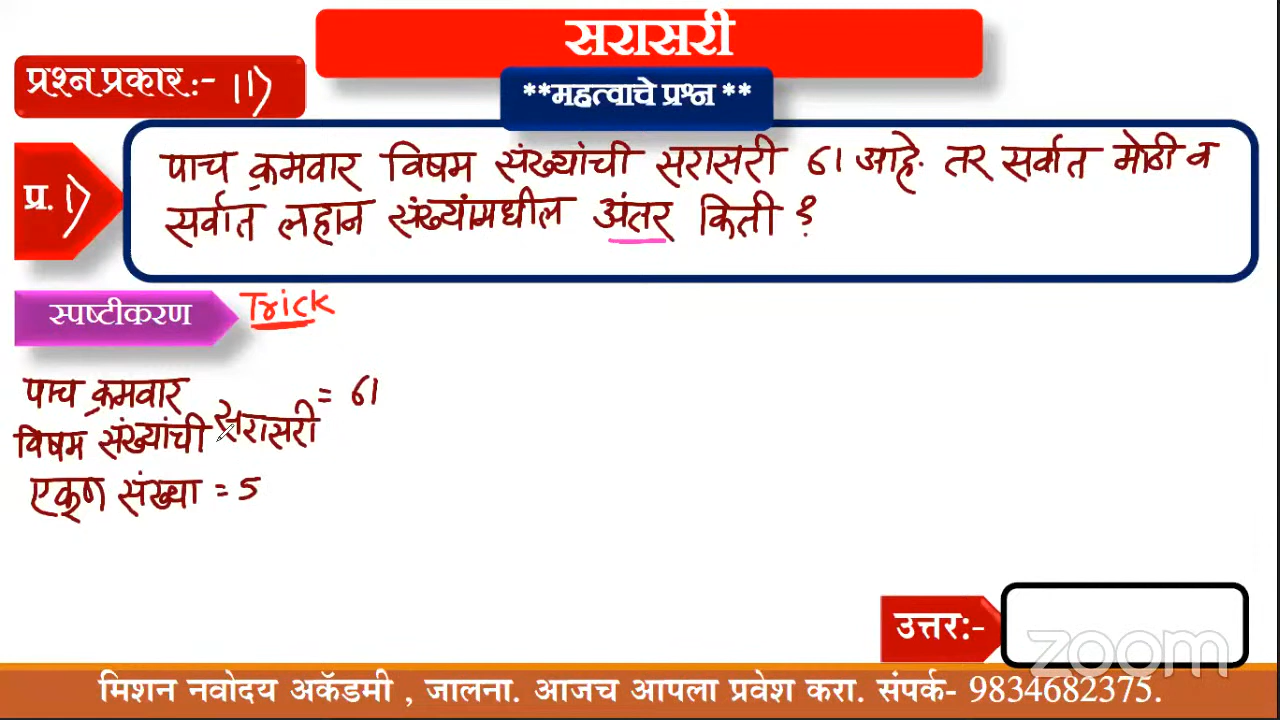 सरासरी
प्रश्न प्रकार:- 11)
**महत्वाचे प्रश्न **
प्र. 1)
पाच क्रमवार विषम संख्यांची सरासरी 61 आहे. तर सर्वात मोठी व
सर्वात लहान संख्यांमधील अंतर किती ?
स्पष्टीकरण
Trick
पाच क्रमवार
विषम संख्यांची सरासरी = 61
एकूण संख्या = 5
उत्तर:-
zoom
मिशन नवोदय अकॅडमी , जालना. आजच आपला प्रवेश करा. संपर्क- 9834682375.